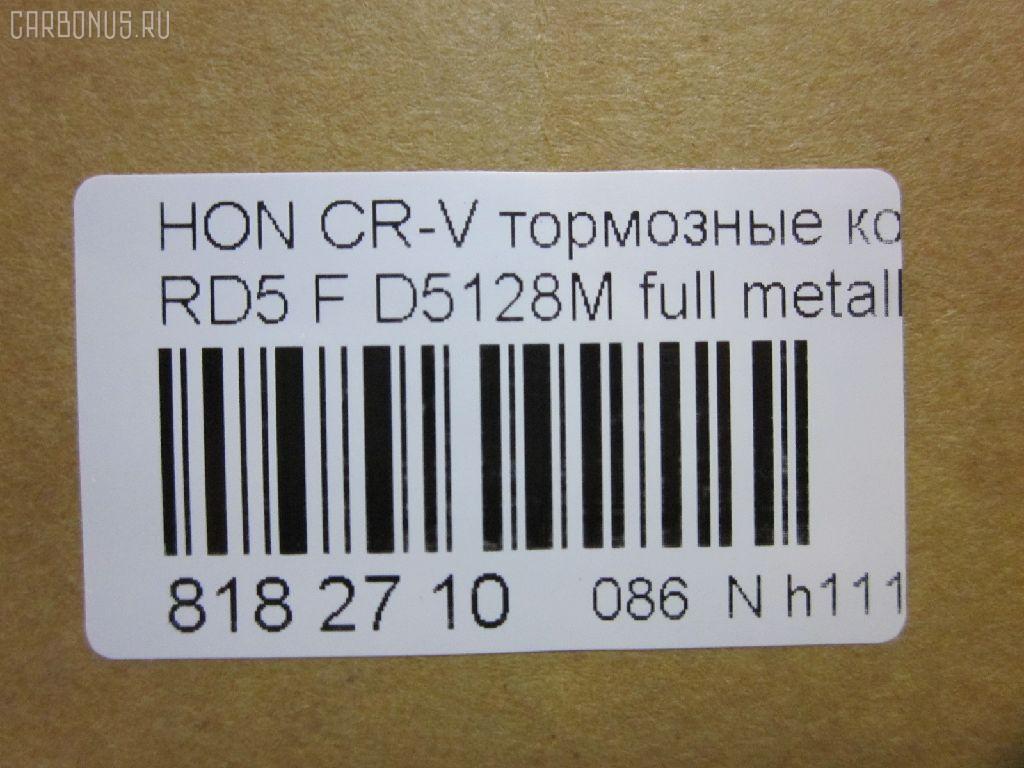 CARBONUS.RU
HON CR-V тормозные ко
RD5 F D5128M full metall
818 27 10 086 N h111